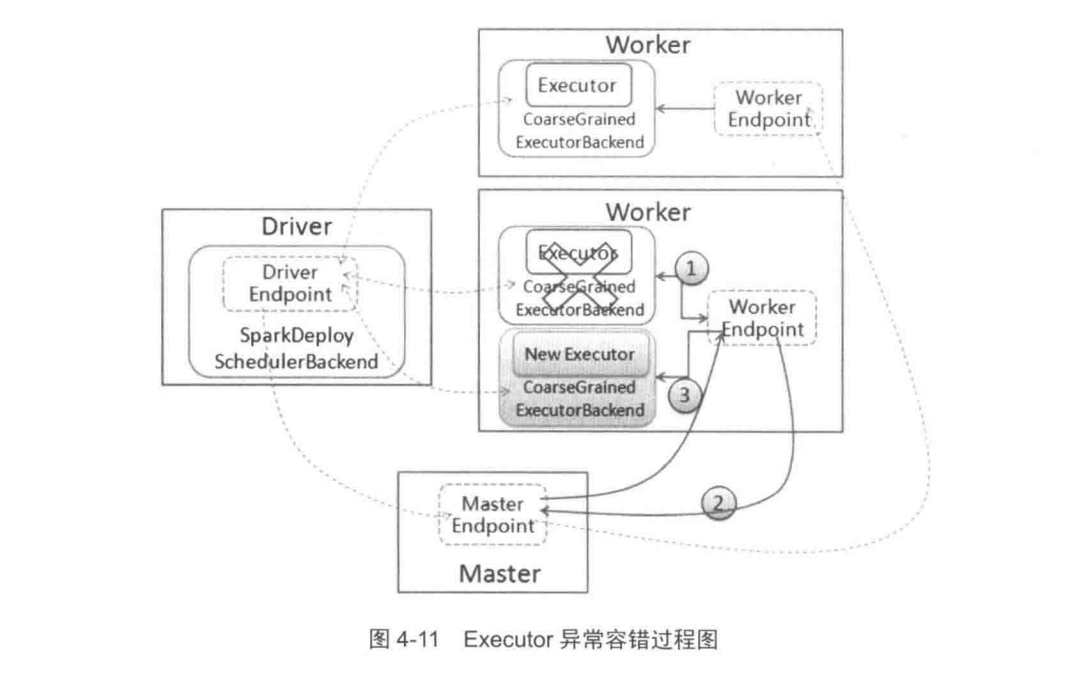 Worker
Executor
CoarseGrained
ExecutorBackend
Worker
Endpoint
Worker
Executor
CoarseGrained
ExecutorBackend
1
Worker
Endpoint
New Executor
CoarseGrained
ExecutorBackend
3
Driver
Driver
Endpoint
SparkDeploy
SchedulerBackend
2
Master
Endpoint
Master
图 4-11 Executor 异常容错过程图